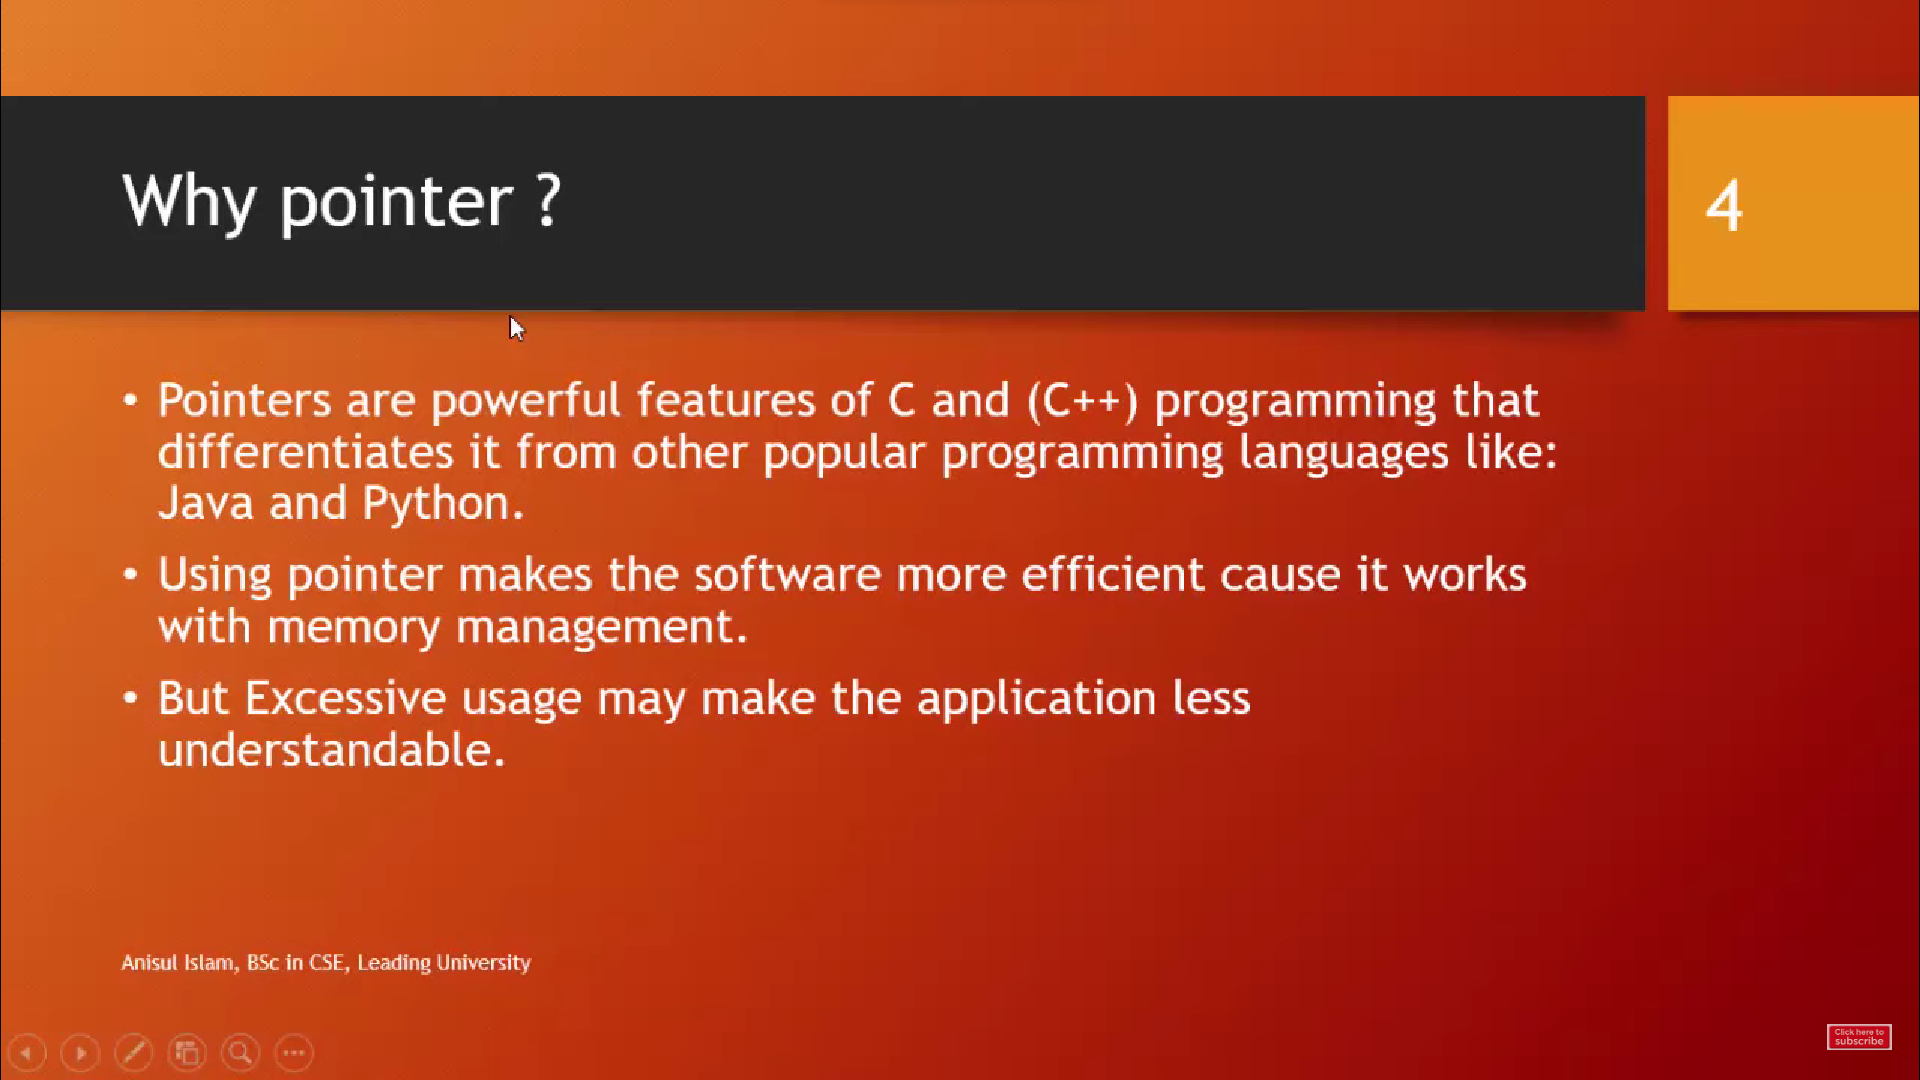 Why pointer ?
4
• Pointers are powerful features of C and (C++) programming that
differentiates it from other popular programming languages like:
Java and Python.
• Using pointer makes the software more efficient cause it works
with memory management.
• But Excessive usage may make the application less
understandable.
Anisul Islam, BSc in CSE, Leading University
Click here to
subscribe